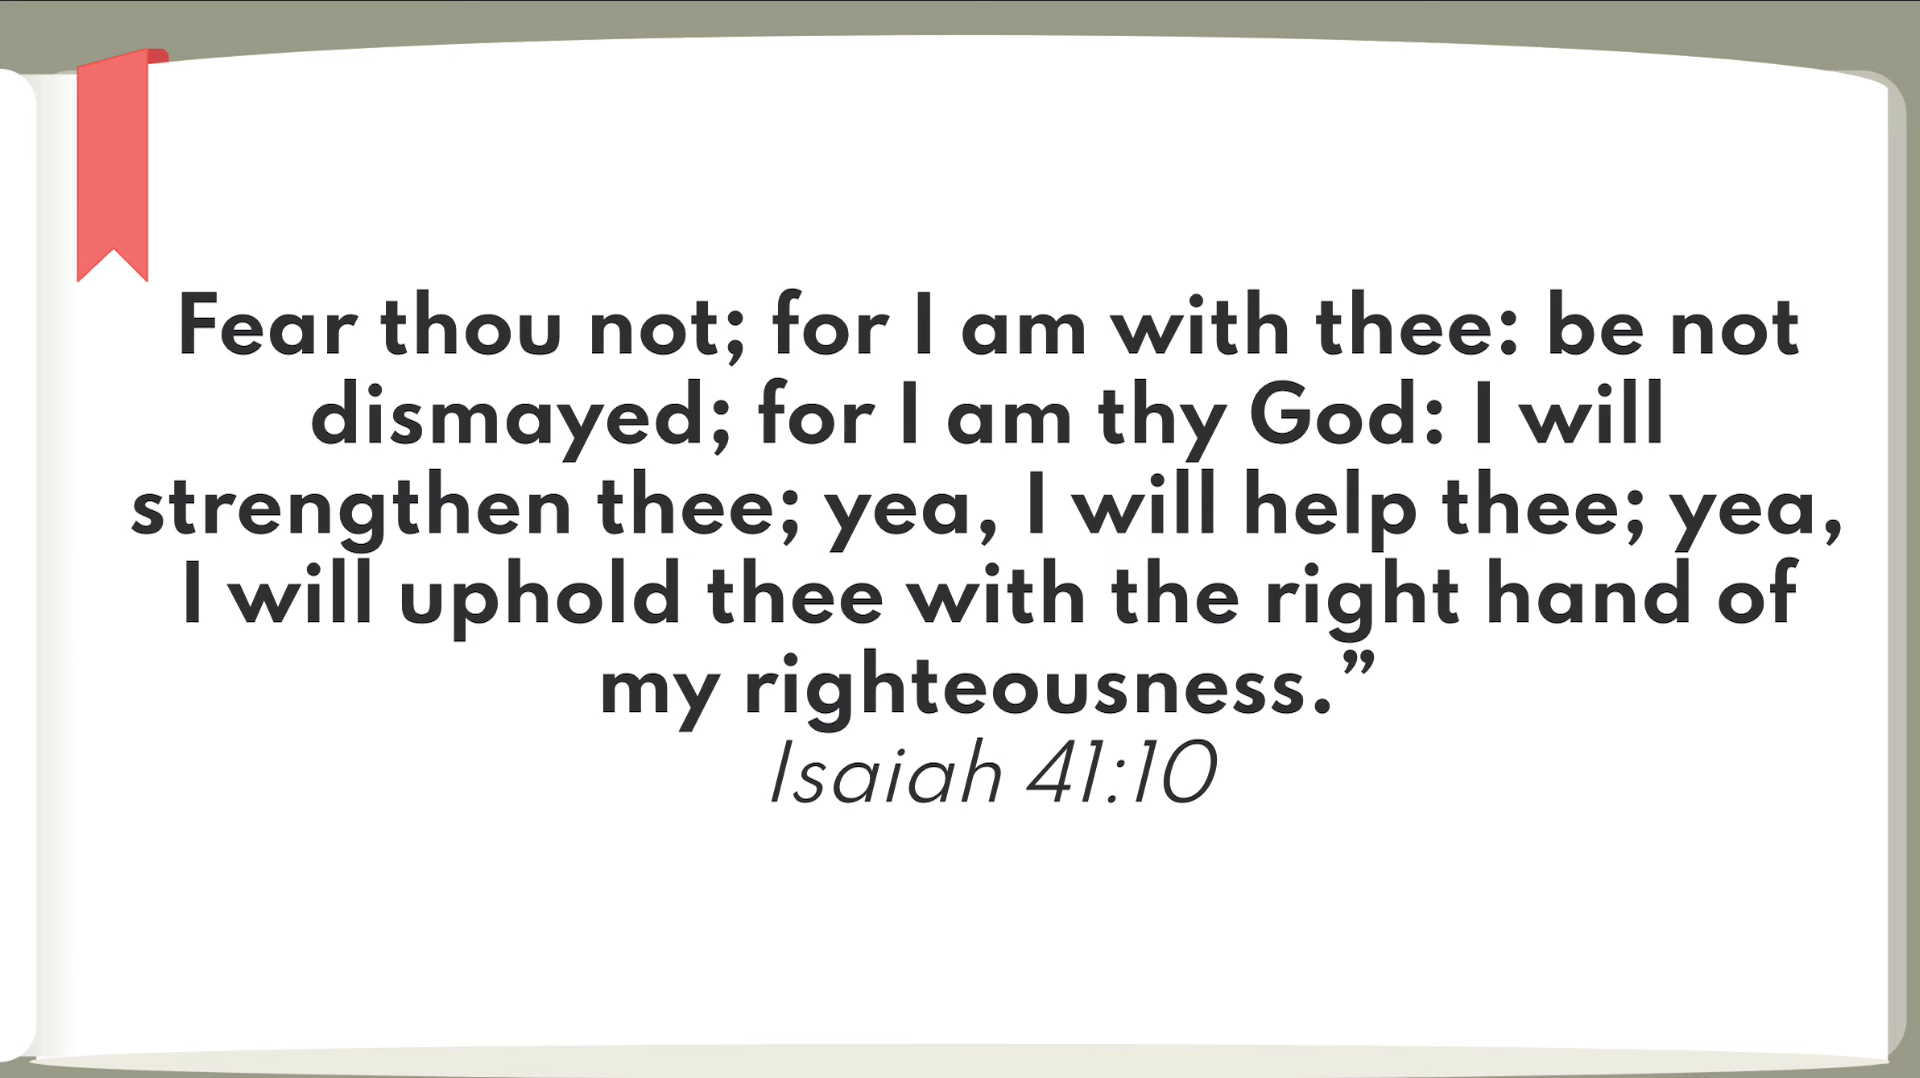 Fear thou not; for I am with thee: be not
dismayed; for I am thy God: I will
strengthen thee; yea, I will help thee; yea,
I will uphold thee with the right hand of
my righteousness.”
Isaiah 41:10